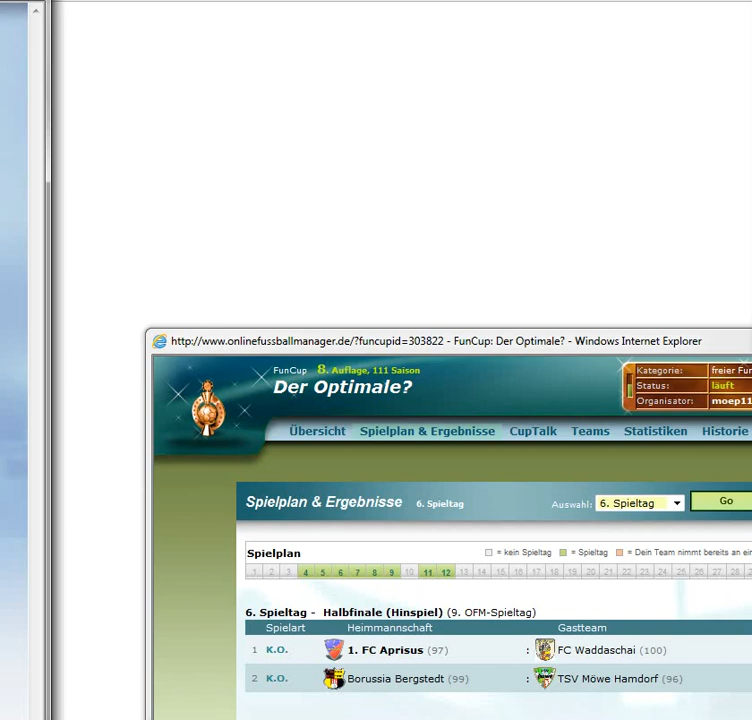 http://www.onlinefussballmanager.de/?funcupid=303822 - FunCup: Der Optimale? - Windows Internet Explorer
FunCup 8. Auflage, 111 Saison
Der Optimale?
Kategorie: freier Fun
Status: läuft
Organisator: moep11
Übersicht Spielplan & Ergebnisse CupTalk Teams Statistiken Historie
Spielplan & Ergebnisse 6. Spieltag Auswahl: 6. Spieltag Go
Spielplan = kein Spieltag = Spieltag = Dein Team nimmt bereits an ei
1 2 3 4 5 6 7 8 9 10 11 12 13 14 15 16 17 18 19 20 21 22 23 24 25 26 27 28
6. Spieltag - Halbfinale (Hinspiel) (9. OFM-Spieltag)
Spielart Heimmannschaft Gastteam
1 K.O. 1. FC Aprisus (97) : FC Waddaschai (100)
2 K.O. Borussia Bergstedt (99) : TSV Möwe Hamdorf (96)